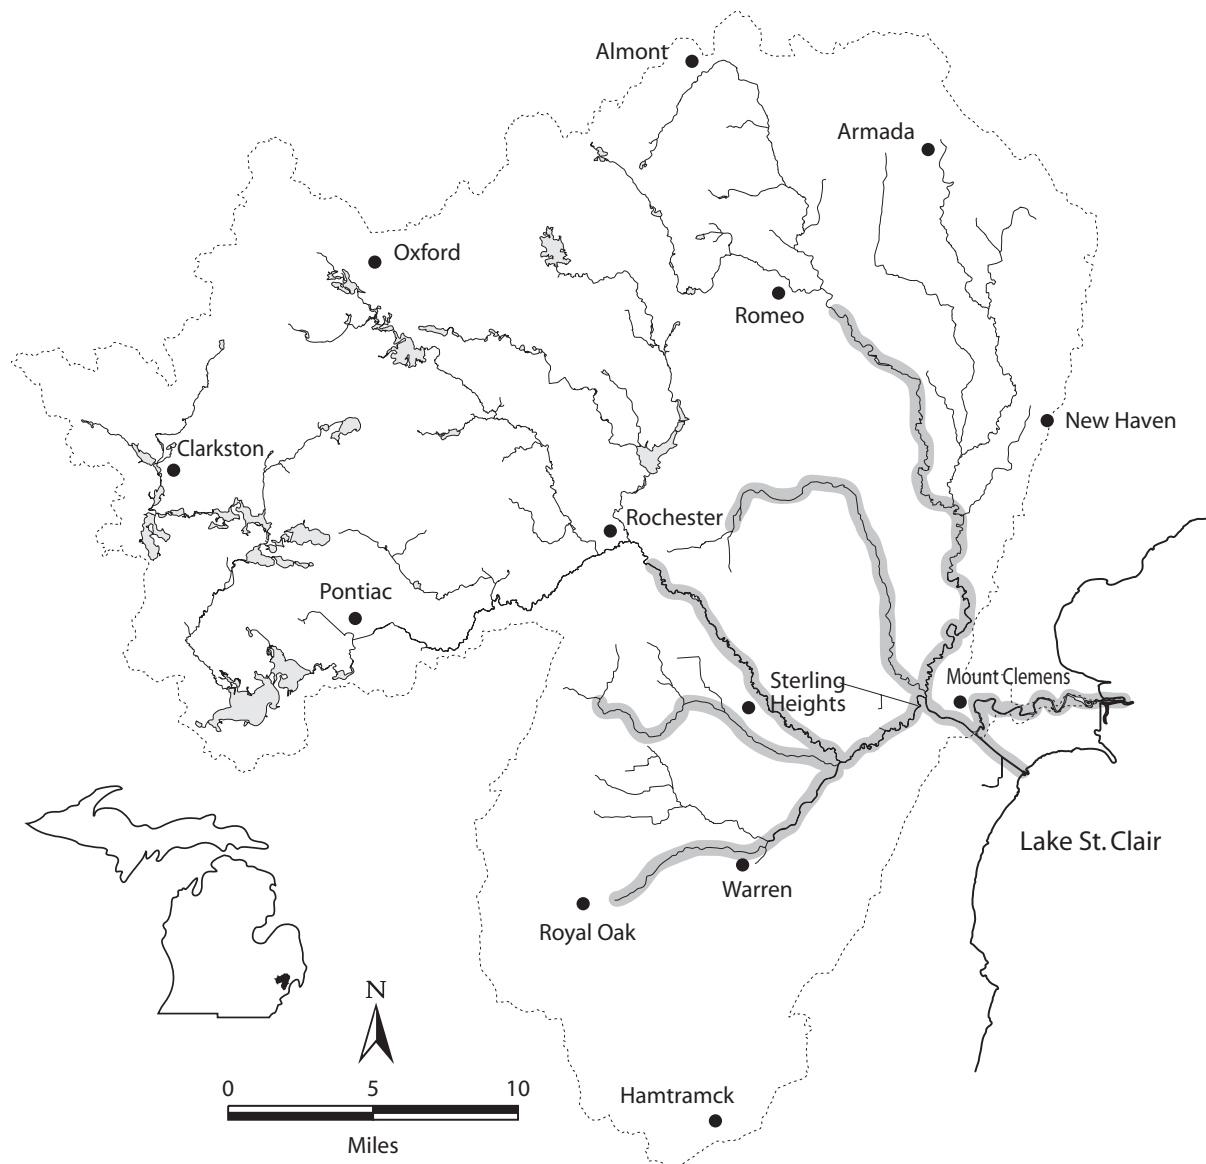 Almont
Armada
Oxford
Romeo
New Haven
Clarkston
Rochester
Pontiac
Mount Clemens
Sterling
Heights
Lake St. Clair
Warren
Royal Oak
N
0 5 10
Miles
Hamtramck